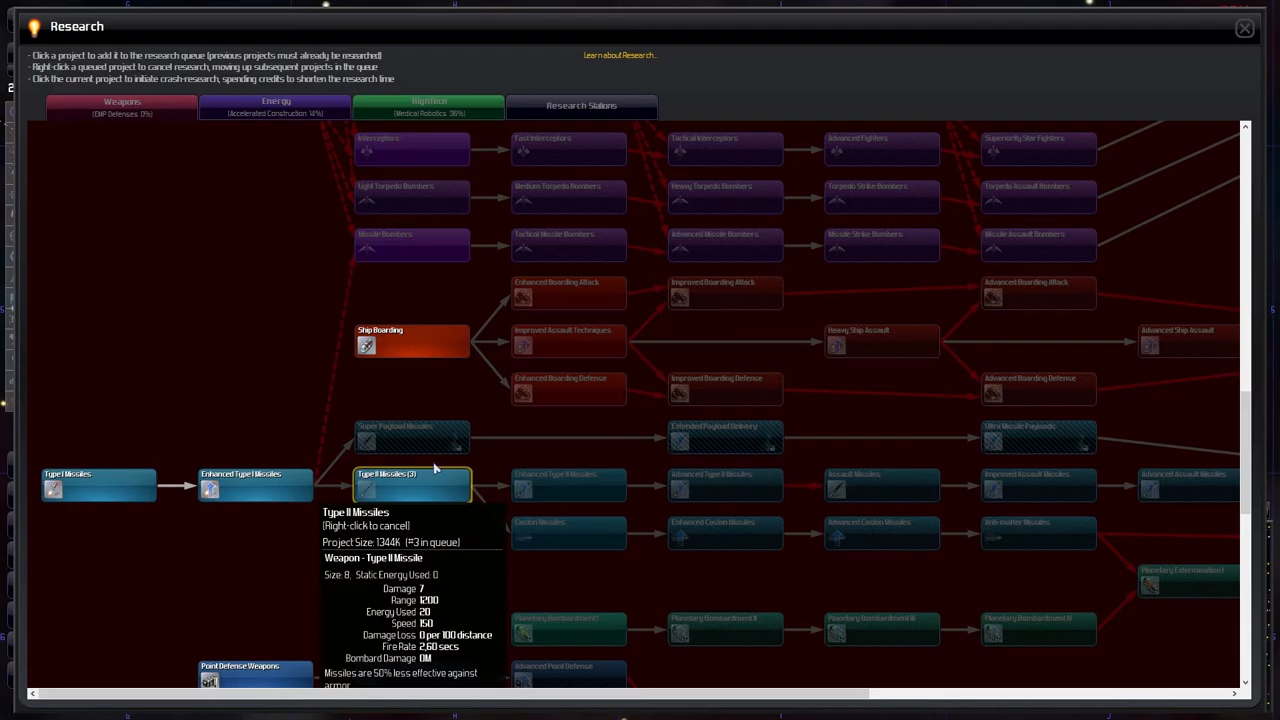 Research
- Click a project to add it to the research queue (previous projects must already be researched)
- Right-click a queued project to cancel research, moving up subsequent projects in the queue
- Click the current project to initiate crash-research, spending credits to shorten the research time
Learn about Research...
Weapons
(EMP Defenses 0%)
Energy
(Accelerated Construction 14%)
HighTech
(Medical Robotics 36%)
Research Stations
Interceptors
Fast Interceptors
Tactical Interceptors
Advanced Fighters
Superiority Star Fighters
Light Torpedo Bombers
Medium Torpedo Bombers
Heavy Torpedo Bombers
Torpedo Strike Bombers
Torpedo Assault Bombers
Missile Bombers
Tactical Missile Bombers
Advanced Missile Bombers
Missile Strike Bombers
Missile Assault Bombers
Enhanced Boarding Attack
Improved Boarding Attack
Advanced Boarding Attack
Ship Boarding
Improved Assault Techniques
Heavy Ship Assault
Advanced Ship Assault
Enhanced Boarding Defense
Improved Boarding Defense
Advanced Boarding Defense
Super Payload Missiles
Extended Payload Delivery
Ultra Missile Payloads
Type I Missiles
Enhanced Type I Missiles
Type II Missiles (3)
Enhanced Type II Missiles
Advanced Type II Missiles
Assault Missiles
Improved Assault Missiles
Advanced Assault Missiles
Caslon Missiles
Enhanced Caslon Missiles
Advanced Caslon Missiles
Anti-matter Missiles
Planetary Extermination I
Planetary Bombardment I
Planetary Bombardment II
Planetary Bombardment III
Planetary Bombardment IV
Point Defense Weapons
Advanced Point Defense
Type II Missiles
(Right-click to cancel)
Project Size: 1344K (#3 in queue)
Weapon - Type II Missile
Size: 8, Static Energy Used: 0
Damage 7
Range 1200
Energy Used 20
Speed 150
Damage Loss 0 per 100 distance
Fire Rate 2,60 secs
Bombard Damage 0M
Missiles are 50% less effective against
armor